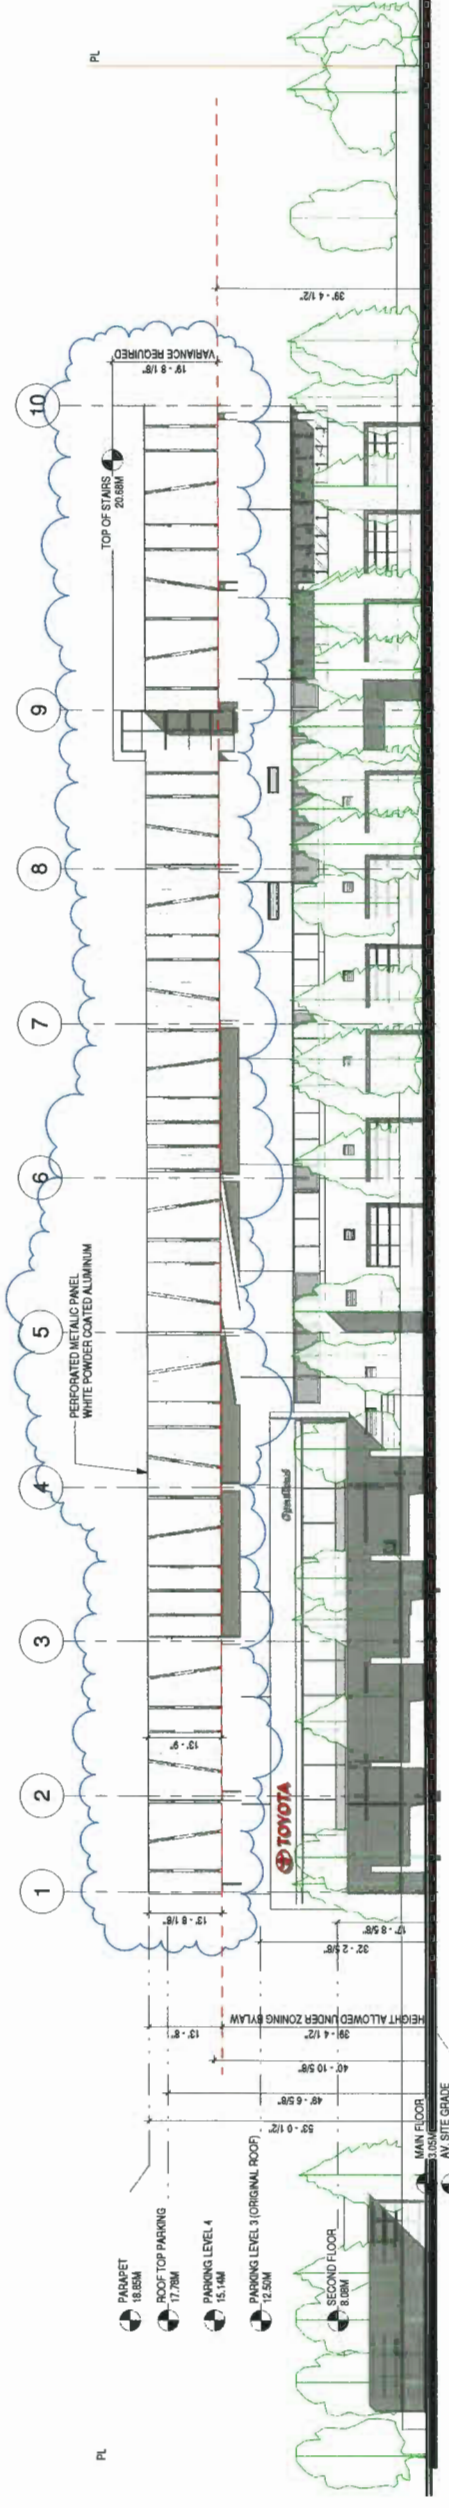 PL
1
2
3
4
5
6
7
8
9
10
PL
PERFORATED METALIC PANEL
WHITE POWDER COATED ALUMINUM
TOP OF STAIRS
20.68M
19' - 8 1/8"
VARIANCE REQUIRED
39' - 4 1/2"
PARAPET
18.85M
ROOF TOP PARKING
17.78M
PARKING LEVEL 4
15.14M
PARKING LEVEL 3 (ORIGINAL ROOF)
12.50M
SECOND FLOOR
8.08M
MAIN FLOOR
3.05M
AV. SITE GRADE
53' - 0 1/2"
49' - 6 5/8"
40' - 10 5/8"
39' - 4 1/2"
HEIGHT ALLOWED UNDER ZONING BYLAW
13' - 8"
13' - 8 1/8"
13' - 9"
32' - 2 5/8"
17' - 8 5/8"
TOYOTA
OpenRoad